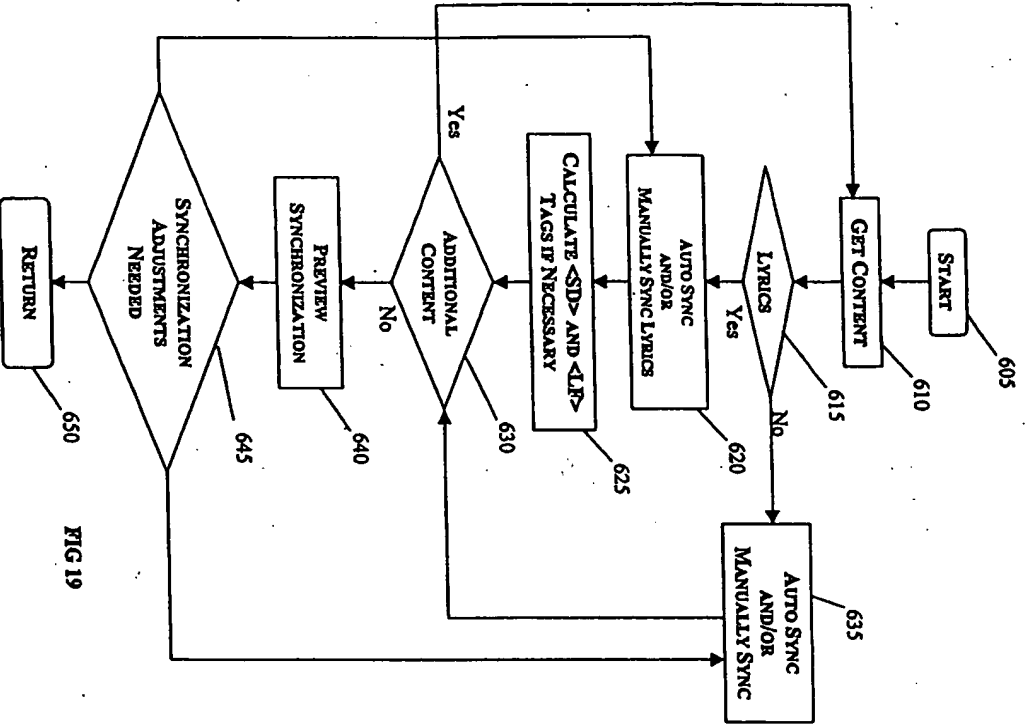 START
605
GET CONTENT
610
LYRICS
615
Yes
No
AUTO SYNC
AND/OR
MANUALLY SYNC LYRICS
620
CALCULATE <SD> AND <LF>
TAGS IF NECESSARY
625
ADDITIONAL
CONTENT
630
Yes
No
AUTO SYNC
AND/OR
MANUALLY SYNC
635
PREVIEW
SYNCHRONIZATION
640
SYNCHRONIZATION
ADJUSTMENTS
NEEDED
645
RETURN
650
FIG 19